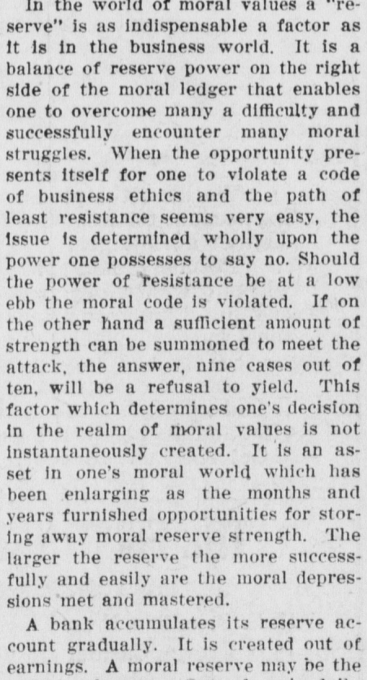 In the world of moral values a "re-
serve" is as indispensable a factor as
it is in the business world. It is a
balance of reserve power on the right
side of the moral ledger that enables
one to overcome many a difficulty and
successfully encounter many moral
struggles. When the opportunity pre-
sents itself for one to violate a code
of business ethics and the path of
least resistance seems very easy, the
issue is determined wholly upon the
power one possesses to say no. Should
the power of resistance be at a low
ebb the moral code is violated. If on
the other hand a sufficient amount of
strength can be summoned to meet the
attack, the answer, nine cases out of
ten, will be a refusal to yield. This
factor which determines one's decision
in the realm of moral values is not
instantaneously created. It is an as-
set in one's moral world which has
been enlarging as the months and
years furnished opportunities for stor-
ing away moral reserve strength. The
larger the reserve the more success-
fully and easily are the moral depres-
sions met and mastered.
A bank accumulates its reserve ac-
count gradually. It is created out of
earnings. A moral reserve may be the